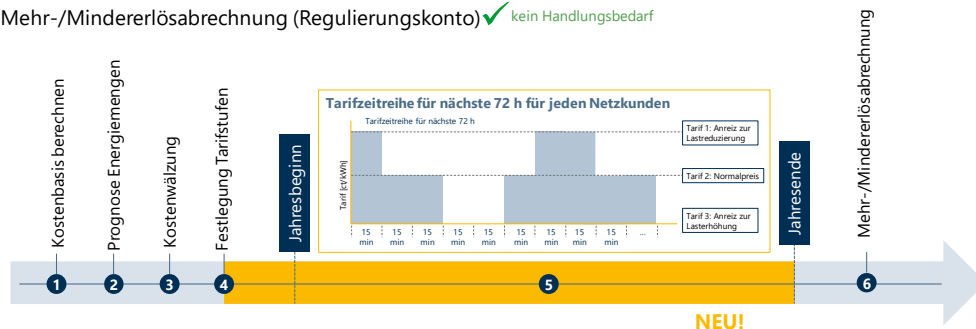 Mehr-/Mindererlösabrechnung (Regulierungskonto) ✓ kein Handlungsbedarf
Kostenbasis berechnen
Prognose Energiemengen
Kostenwälzung
Festlegung Tarifstufen
Jahresbeginn
Tarifzeitreihe für nächste 72 h für jeden Netzkunden
Tarifzeitreihe für nächste 72 h
Tarif [ct/kWh]
Tarif 1: Anreiz zur
Lastreduzierung
Tarif 2: Normalpreis
Tarif 3: Anreiz zur
Lasterhöhung
15 15 15 15 15 15 15 15 15 ...
min min min min min min min min min
Jahresende
Mehr-/Mindererlösabrechnung
1 2 3 4 5 6
NEU!